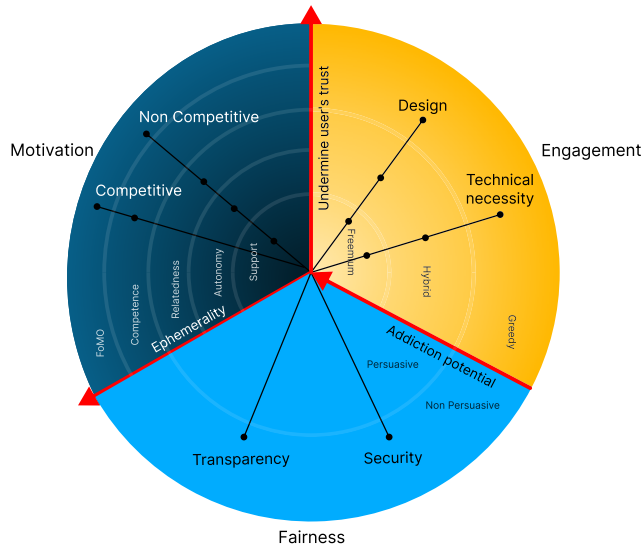 Undermine user's trust
Design
Non Competitive
Motivation
Engagement
Technical
necessity
Competitive
Freemium
Support
Autonomy
Relatedness
Hybrid
Competence
FoMO
Greedy
Ephemerality
Addiction potential
Persuasive
Non Persuasive
Transparency
Security
Fairness